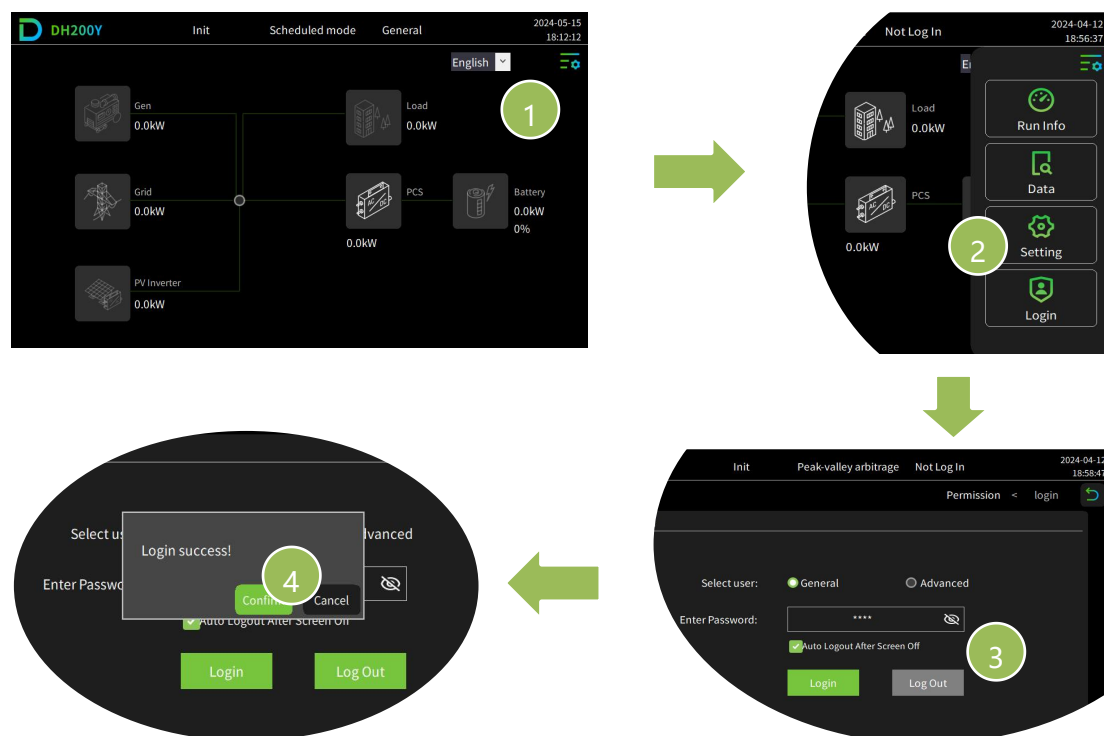 DH200Y Init Scheduled mode General 2024-05-15
18:12:12
English
1
Gen
0.0kW
Load
0.0kW
Grid
0.0kW
PCS
0.0kW
Battery
0.0kW
0%
PV Inverter
0.0kW
Not Log In 2024-04-12
18:56:37
Load
0.0kW
PCS
0.0kW
Run Info
Data
2
Setting
Login
Init Peak-valley arbitrage Not Log In 2024-04-12
18:58:47
Permission < login
Select user: General Advanced
Enter Password: ****
Auto Logout After Screen Off
3
Login Log Out
Select us
Login success!
Enter Passwo
4
Cancel
Auto Logout After Screen Off
Login Log Out